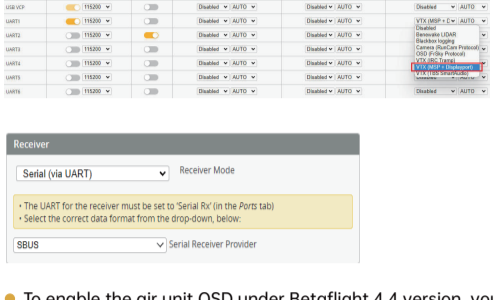 USB VCP 115200 Disabled AUTO Disabled AUTO Disabled AUTO
UART1 115200 Disabled AUTO Disabled AUTO VTX (MSP + D AUTO
Disabled
UART2 115200 Disabled AUTO Disabled AUTO Benewake LIDAR
Blackbox logging
UART3 115200 Disabled AUTO Disabled AUTO Camera (RunCam Protocol)
OSD (FrSky Protocol)
UART4 115200 Disabled AUTO Disabled AUTO VTX (IRC Tramp)
VTX (MSP + Displayport)
UART5 115200 Disabled AUTO Disabled AUTO VTX (TBS SmartAudio) AUTO
UART6 115200 Disabled AUTO Disabled AUTO Disabled AUTO
Receiver
Serial (via UART) Receiver Mode
• The UART for the receiver must be set to 'Serial Rx' (in the Ports tab)
• Select the correct data format from the drop-down, below:
SBUS Serial Receiver Provider
To enable the air unit OSD under Betaflight 4.4 version, you